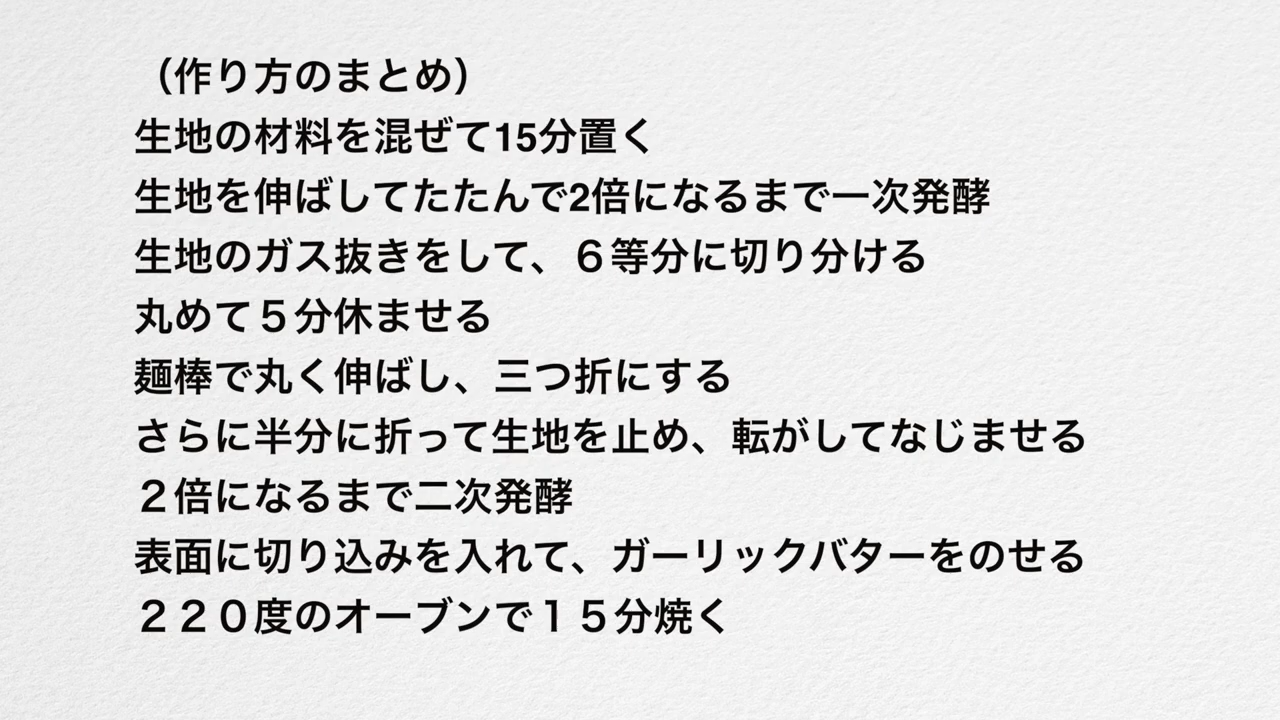 （作り方のまとめ）
生地の材料を混ぜて15分置く
生地を伸ばしてたたんで2倍になるまで一次発酵
生地のガス抜きをして、６等分に切り分ける
丸めて５分休ませる
麺棒で丸く伸ばし、三つ折にする
さらに半分に折って生地を止め、転がしてなじませる
２倍になるまで二次発酵
表面に切り込みを入れて、ガーリックバターをのせる
２２０度のオーブンで１５分焼く